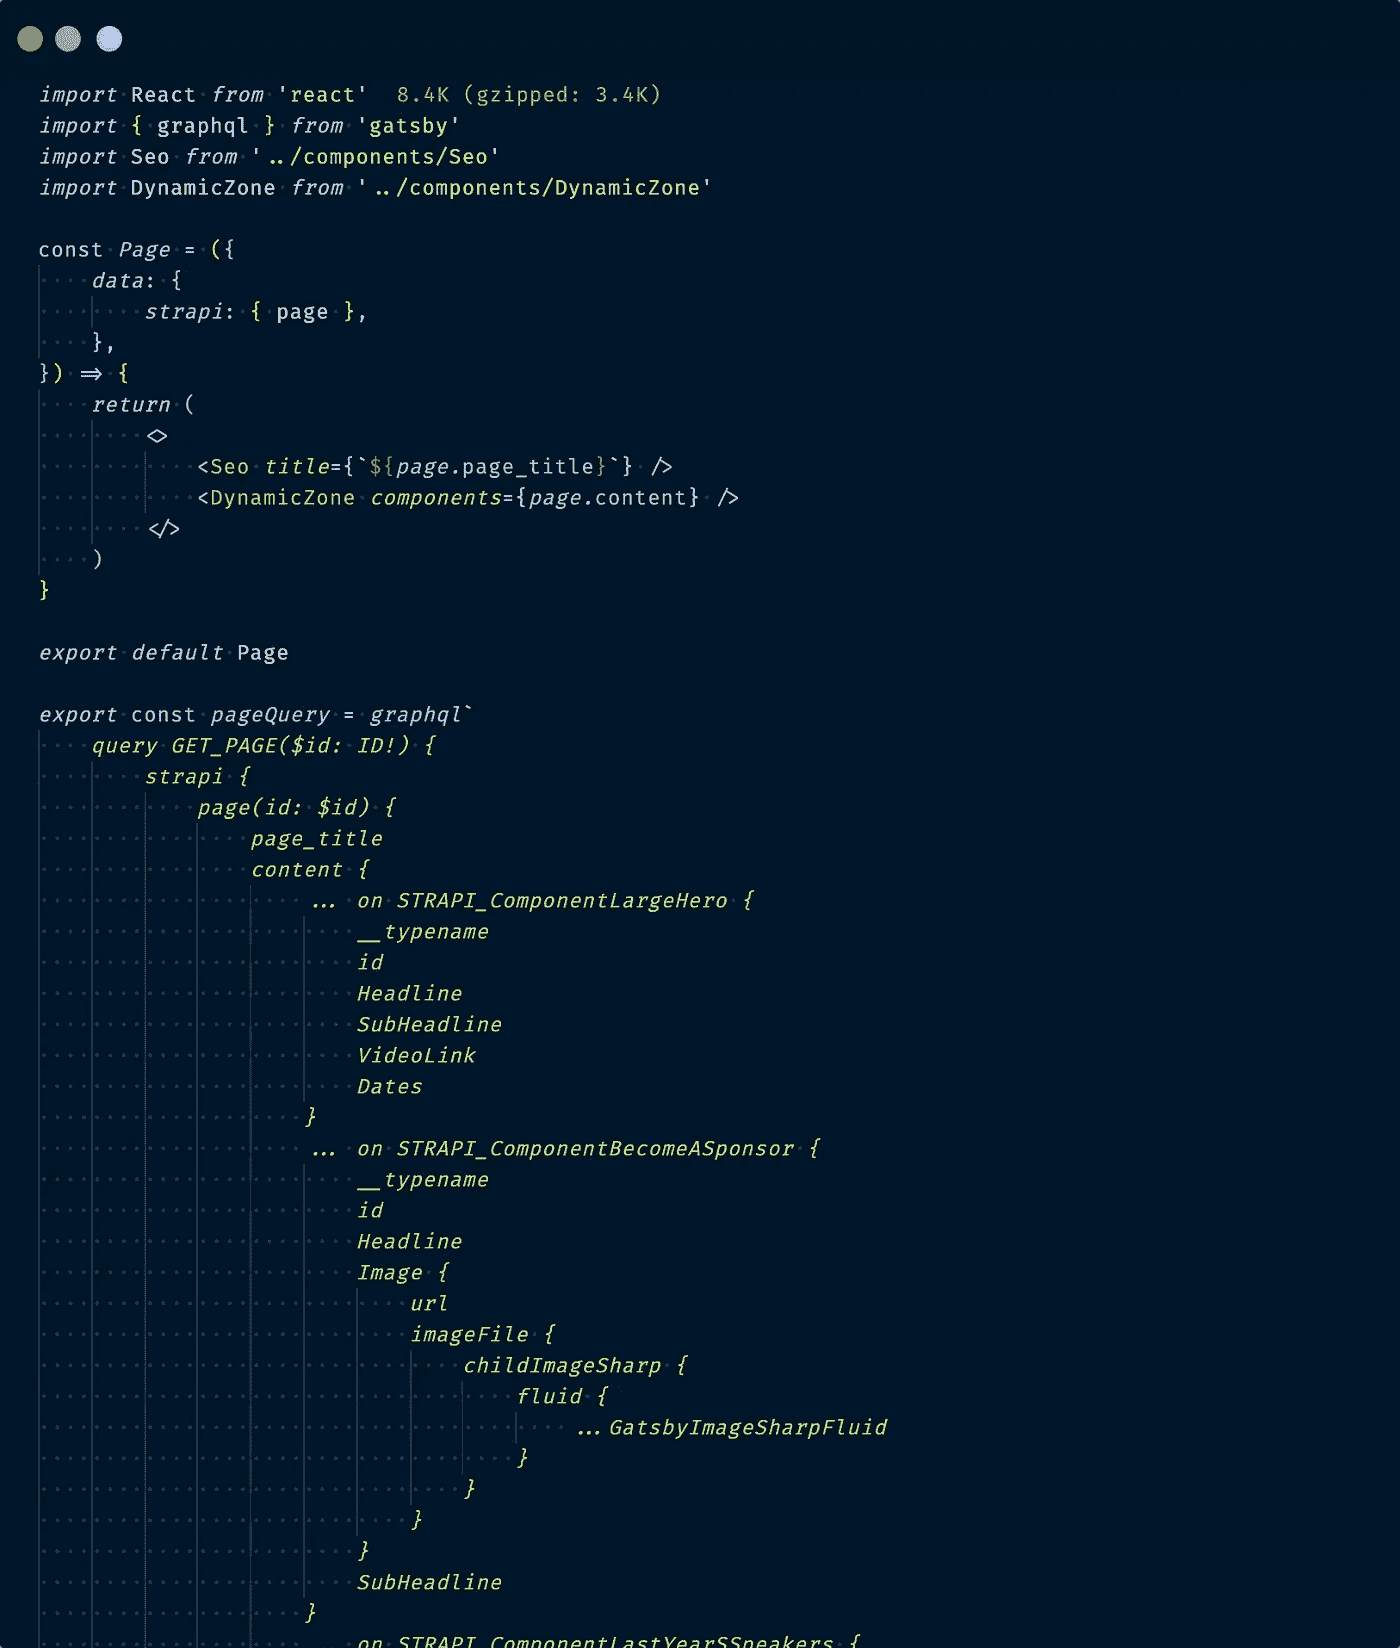 import React from 'react'  8.4K (gzipped: 3.4K)
import { graphql } from 'gatsby'
import Seo from '../components/Seo'
import DynamicZone from '../components/DynamicZone'

const Page = ({
    data: {
        strapi: { page },
    },
}) => {
    return (
        <>
            <Seo title={`${page.page_title}`} />
            <DynamicZone components={page.content} />
        </>
    )
}

export default Page

export const pageQuery = graphql`
    query GET_PAGE($id: ID!) {
        strapi {
            page(id: $id) {
                page_title
                content {
                    ... on STRAPI_ComponentLargeHero {
                        __typename
                        id
                        Headline
                        SubHeadline
                        VideoLink
                        Dates
                    }
                    ... on STRAPI_ComponentBecomeASponsor {
                        __typename
                        id
                        Headline
                        Image {
                            url
                            imageFile {
                                childImageSharp {
                                    fluid {
                                        ...GatsbyImageSharpFluid
                                    }
                                }
                            }
                        }
                        SubHeadline
                    }
                        on STRAPI_ComponentLastYearSSpeakers {